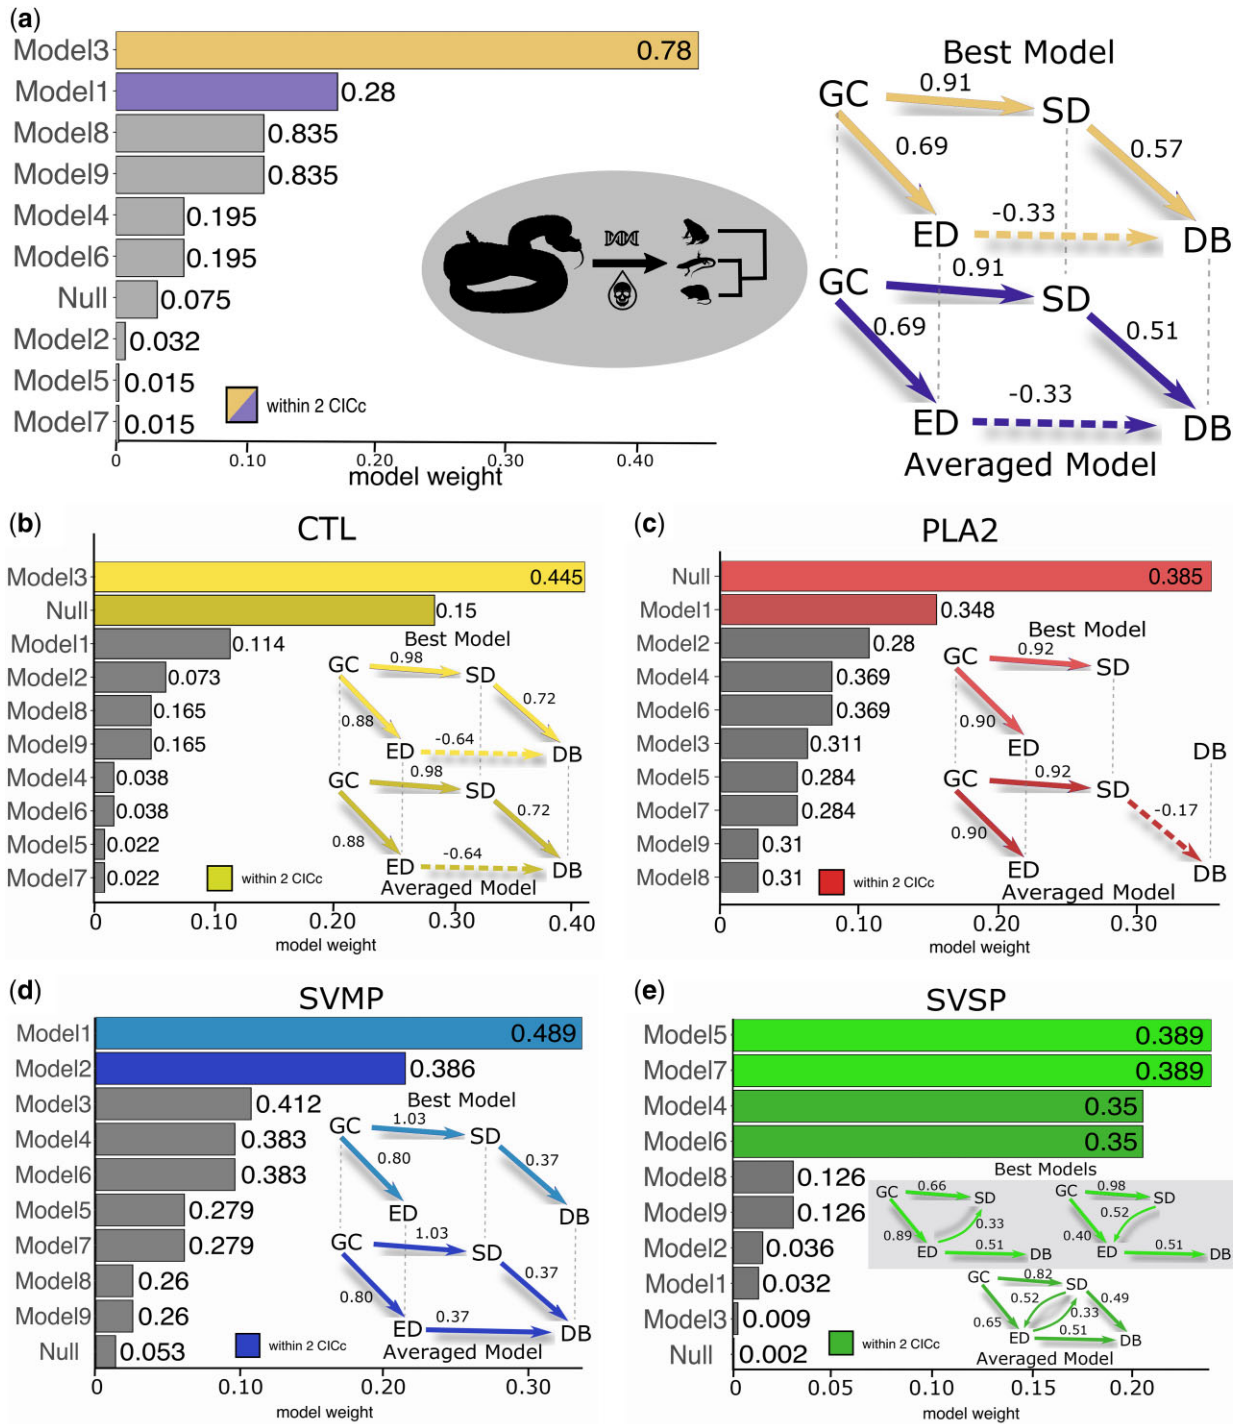 (a)
Model3
0.78
Model1
0.28
Model8
0.835
Model9
0.835
Model4
0.195
Model6
0.195
Null
0.075
Model2
0.032
Model5
0.015
Model7
0.015
within 2 CICc
0
0.10
0.20
0.30
0.40
model weight
Best Model
GC
0.91
SD
0.69
0.57
ED
-0.33
DB
GC
0.91
SD
0.69
0.51
ED
-0.33
DB
Averaged Model
(b)
CTL
Model3
0.445
Null
0.15
Model1
0.114
Model2
0.073
Model8
0.165
Model9
0.165
Model4
0.038
Model6
0.038
Model5
0.022
Model7
0.022
within 2 CICc
0
0.10
0.20
0.30
0.40
model weight
Best Model
GC
0.98
SD
0.88
0.72
ED
-0.64
DB
GC
0.98
SD
0.88
0.72
ED
-0.64
DB
Averaged Model
(c)
PLA2
Null
0.385
Model1
0.348
Model2
0.28
Model4
0.369
Model6
0.369
Model3
0.311
Model5
0.284
Model7
0.284
Model9
0.31
Model8
0.31
within 2 CICc
0
0.10
0.20
0.30
model weight
Best Model
GC
0.92
SD
0.90
ED
DB
GC
0.92
SD
0.90
-0.17
ED
DB
Averaged Model
(d)
SVMP
Model1
0.489
Model2
0.386
Model3
0.412
Model4
0.383
Model6
0.383
Model5
0.279
Model7
0.279
Model8
0.26
Model9
0.26
Null
0.053
within 2 CICc
0
0.10
0.20
0.30
model weight
Best Model
GC
1.03
SD
0.80
0.37
ED
DB
GC
1.03
SD
0.80
0.37
ED
0.37
DB
Averaged Model
(e)
SVSP
Model5
0.389
Model7
0.389
Model4
0.35
Model6
0.35
Model8
0.126
Model9
0.126
Model2
0.036
Model1
0.032
Model3
0.009
Null
0.002
within 2 CICc
0
0.05
0.10
0.15
0.20
model weight
Best Models
GC
0.66
SD
0.89
0.33
ED
0.51
DB
GC
0.98
SD
0.52
0.40
ED
0.51
DB
GC
0.82
SD
0.52
0.49
0.65
0.33
ED
0.51
DB
Averaged Model